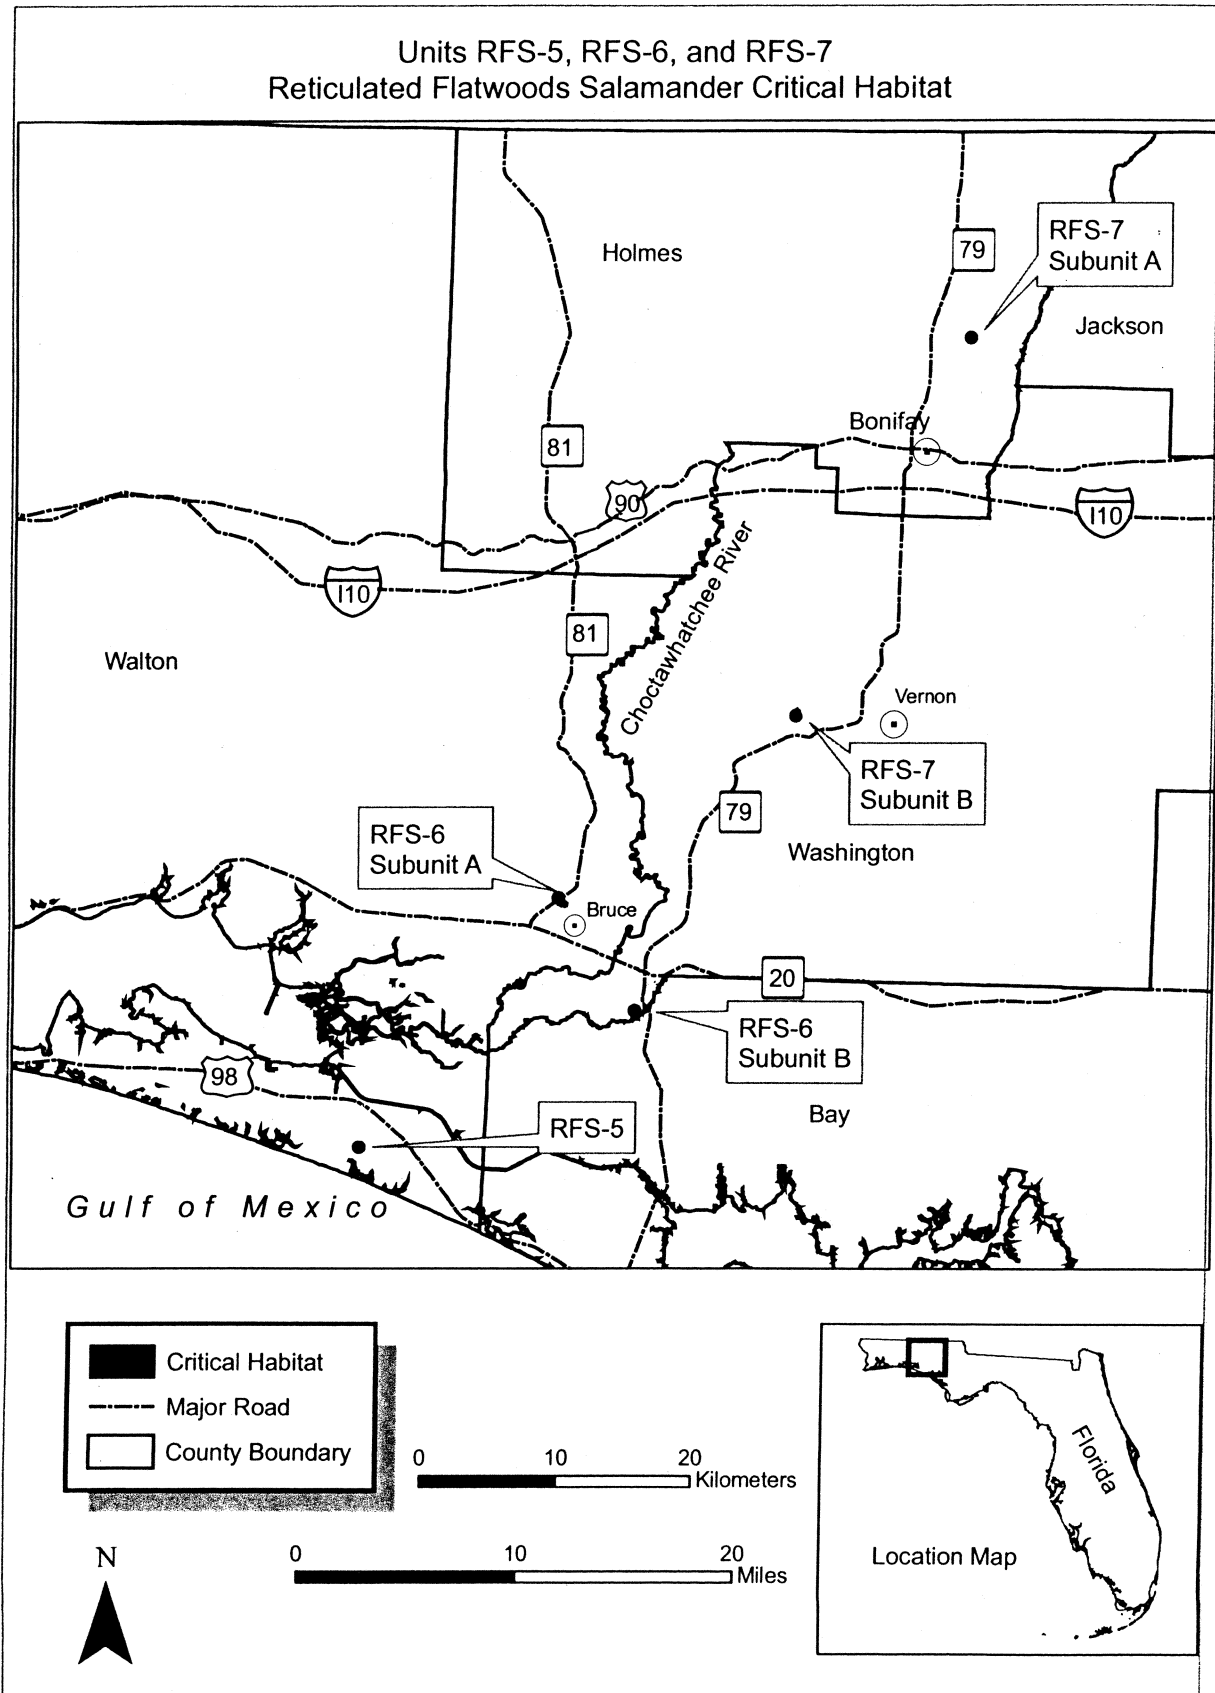 Units RFS-5, RFS-6, and RFS-7
Reticulated Flatwoods Salamander Critical Habitat
RFS-7
Subunit A
79
Holmes
Jackson
Bonifay
81
90
I10
I10
Choctawhatchee River
81
Walton
Vernon
RFS-7
Subunit B
79
RFS-6
Subunit A
Washington
Bruce
20
RFS-6
Subunit B
98
Bay
RFS-5
Gulf of Mexico
Critical Habitat
Major Road
County Boundary
0 10 20
Kilometers
N
0 10 20
Miles
Florida
Location Map